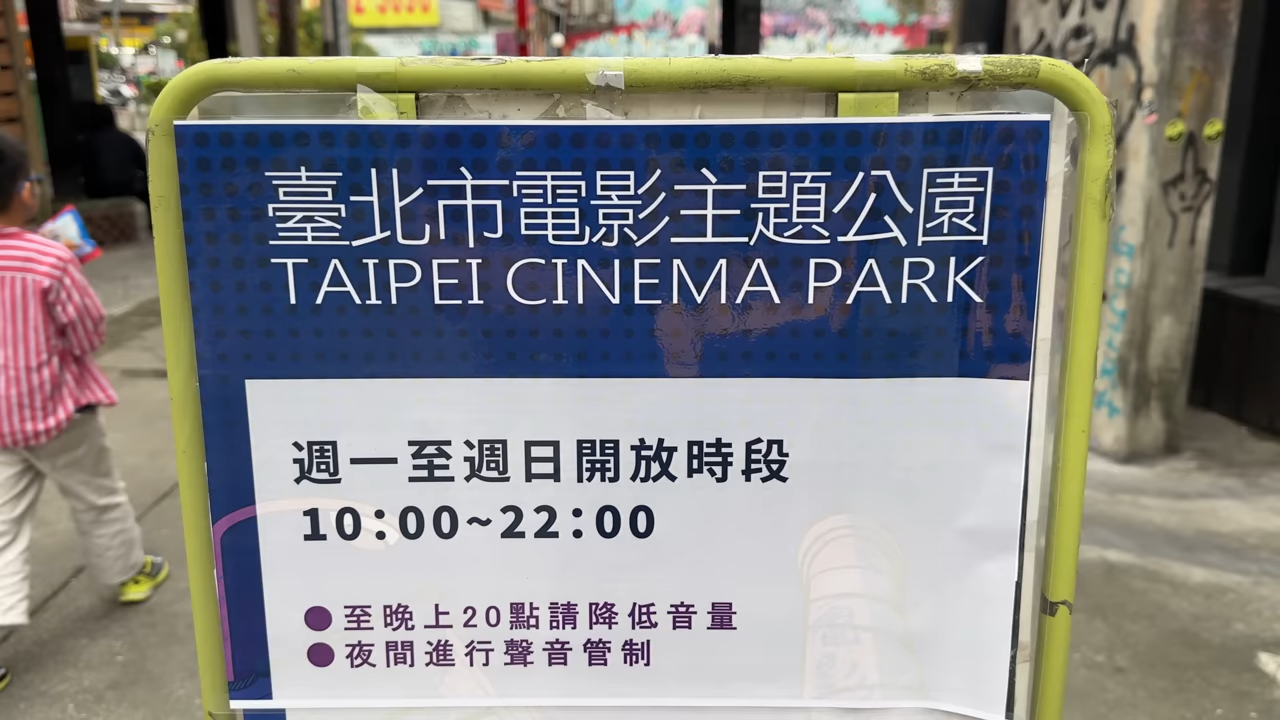 臺北市電影主題公園
TAIPEI CINEMA PARK
週一至週日開放時段
10:00~22:00
●至晚上20點請降低音量
●夜間進行聲音管制